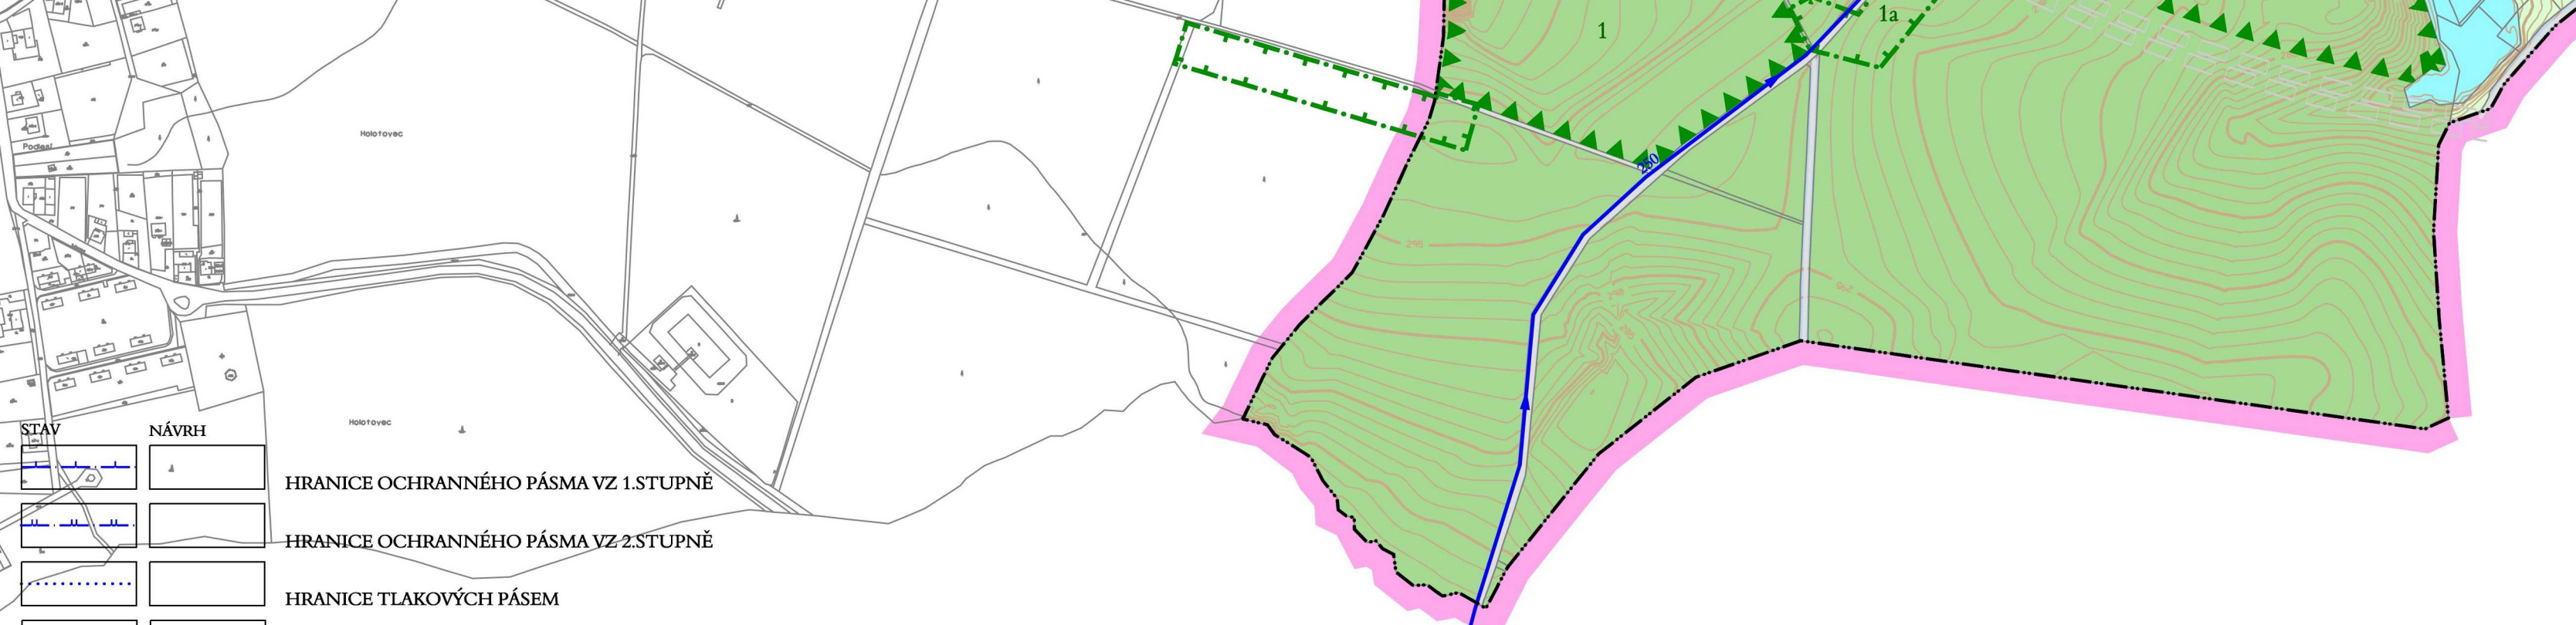 1a
1
Holotovec
Podlesí
250
295
Holotovec
STAV
NÁVRH
HRANICE OCHRANNÉHO PÁSMA VZ 1.STUPNĚ
HRANICE OCHRANNÉHO PÁSMA VZ 2.STUPNĚ
HRANICE TLAKOVÝCH PÁSEM